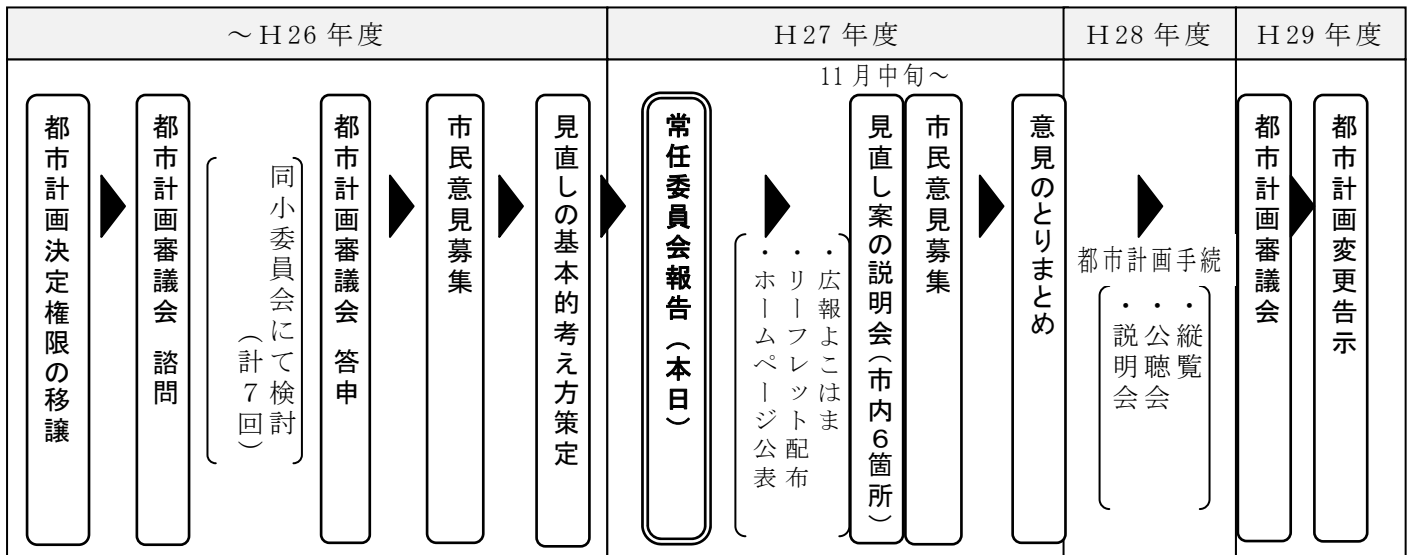 ～H26年度
H27年度
H28年度
H29年度
都市計画決定権限の移譲
都市計画審議会 諮問
同小委員会にて検討
（計７回）
都市計画審議会 答申
市民意見募集
見直しの基本的考え方策定
常任委員会報告（本日）
・広報よこはま
・リーフレット配布
・ホームページ公表
11月中旬～
見直し案の説明会（市内６箇所）
市民意見募集
意見のとりまとめ
都市計画手続
・縦覧
・公聴会
・説明会
都市計画審議会
都市計画変更告示